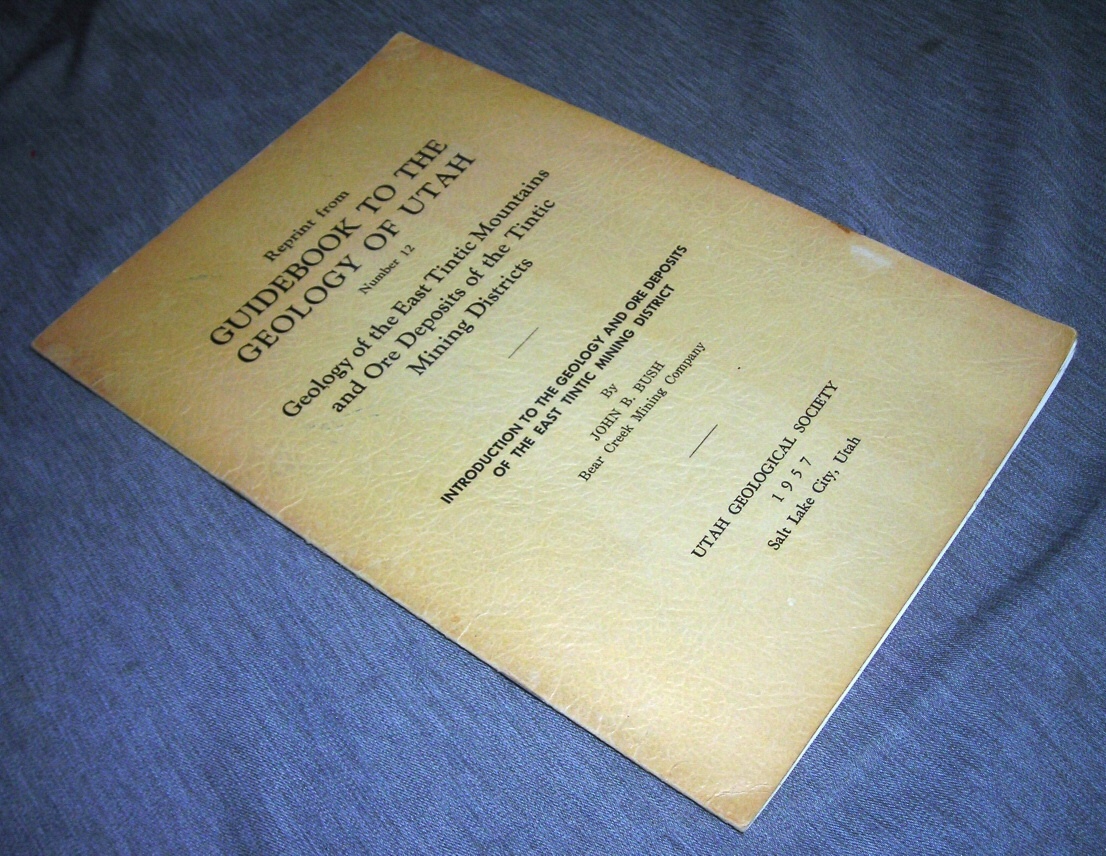 Reprint from
GUIDEBOOK TO THE
GEOLOGY OF UTAH
Number 12
Geology of the East Tintic Mountains
and Ore Deposits of the Tintic
Mining Districts
INTRODUCTION TO THE GEOLOGY AND ORE DEPOSITS
OF THE EAST TINTIC MINING DISTRICT
By
JOHN B. BUSH
Bear Creek Mining Company
UTAH GEOLOGICAL SOCIETY
1957
Salt Lake City, Utah